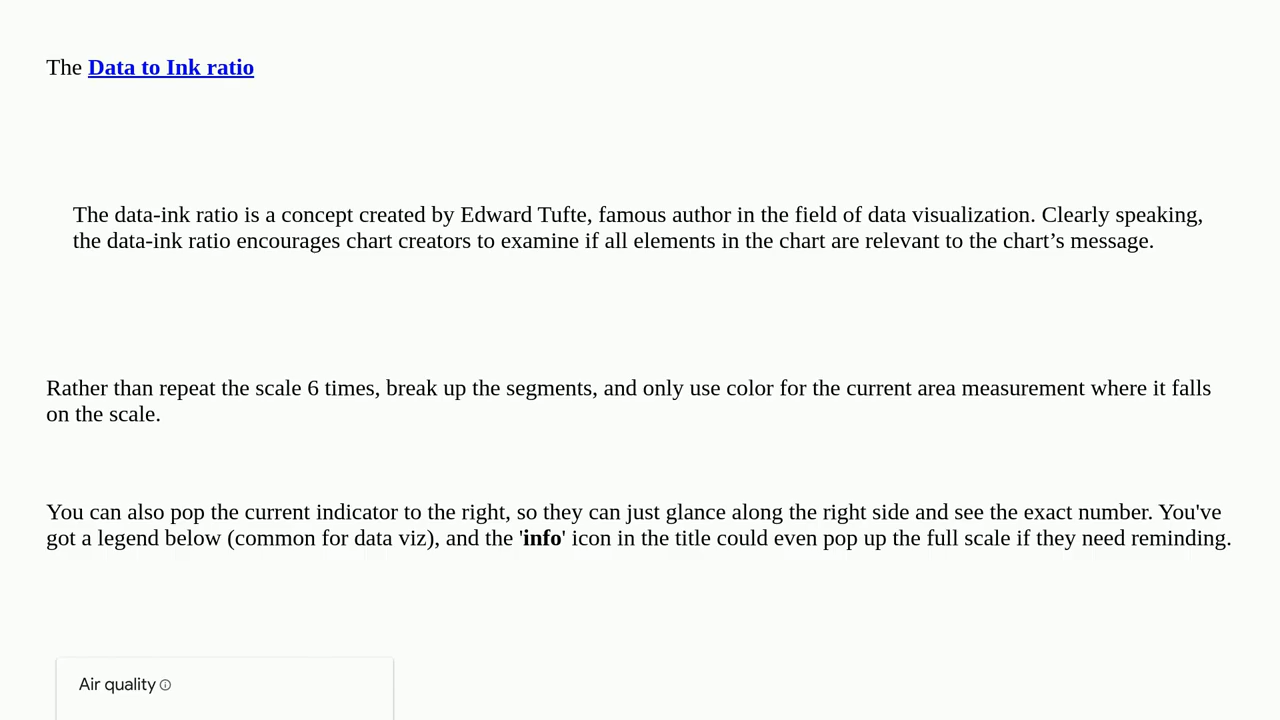 The Data to Ink ratio
The data-ink ratio is a concept created by Edward Tufte, famous author in the field of data visualization. Clearly speaking,
the data-ink ratio encourages chart creators to examine if all elements in the chart are relevant to the chart’s message.
Rather than repeat the scale 6 times, break up the segments, and only use color for the current area measurement where it falls
on the scale.
You can also pop the current indicator to the right, so they can just glance along the right side and see the exact number. You've
got a legend below (common for data viz), and the 'info' icon in the title could even pop up the full scale if they need reminding.
Air quality